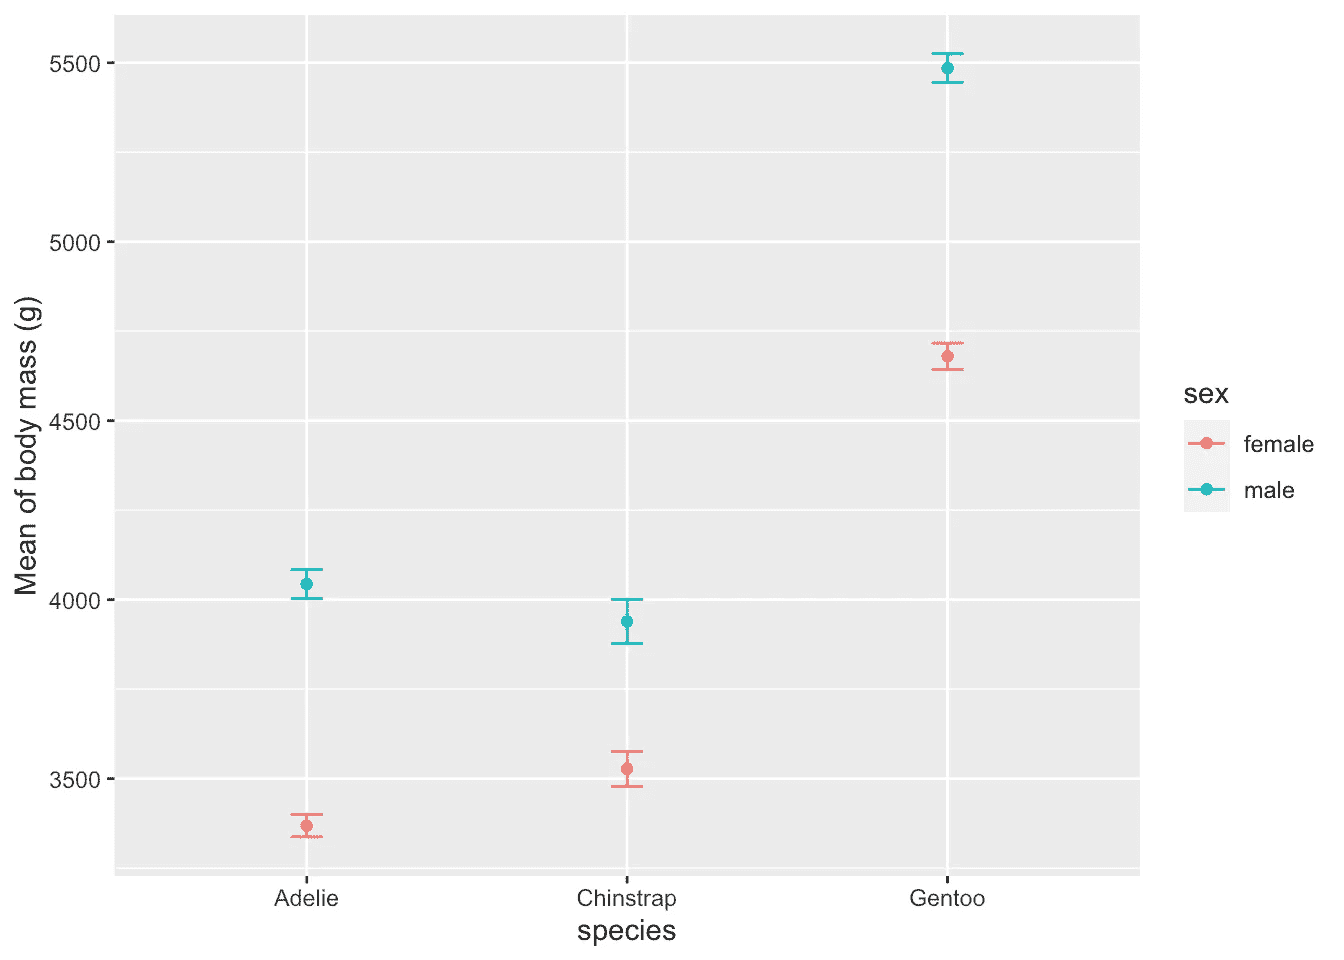 Mean of body mass (g)
5500
5000
4500
4000
3500
Adelie
Chinstrap
Gentoo
species
sex
female
male